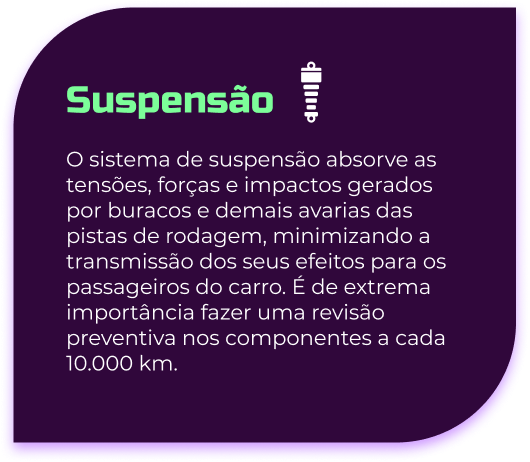 Suspensão
O sistema de suspensão absorve as
tensões, forças e impactos gerados
por buracos e demais avarias das
pistas de rodagem, minimizando a
transmissão dos seus efeitos para os
passageiros do carro. É de extrema
importância fazer uma revisão
preventiva nos componentes a cada
10.000 km.